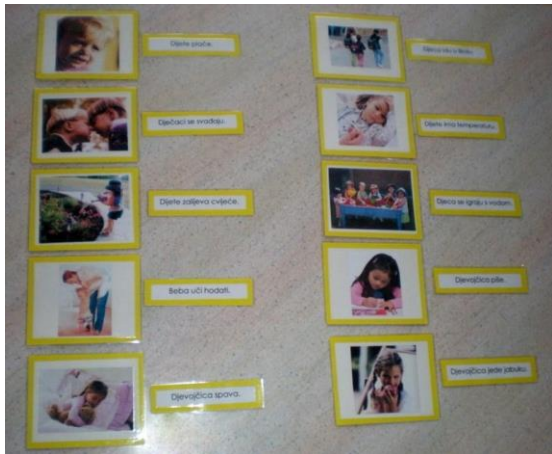 Dijete plače.
Dječaci se svađaju.
Dijete zalijeva cvijeće.
Beba uči hodati.
Djevojčica spava.
Djeca idu u školu.
Dijete ima temperaturu.
Djeca se igraju s vodom.
Djevojčica piše.
Djevojčica jede jabuku.